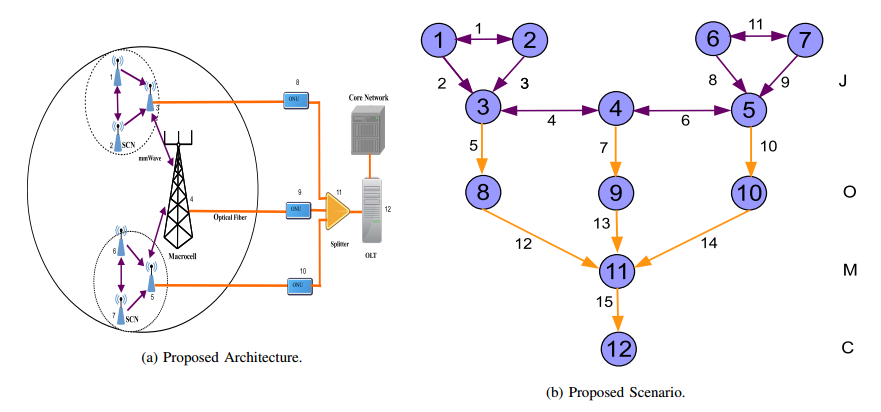 8
Core Network
1
ONU
3
2
SCN
mmWave
4
9
11
12
ONU
Optical Fiber
Splitter
OLT
Macrocell
6
10
5
ONU
7
SCN
(a) Proposed Architecture.
1
1
2
6
11
7
2
3
8
9
J
3
4
4
6
5
5
7
10
8
9
10
O
12
13
14
11
M
15
12
C
(b) Proposed Scenario.